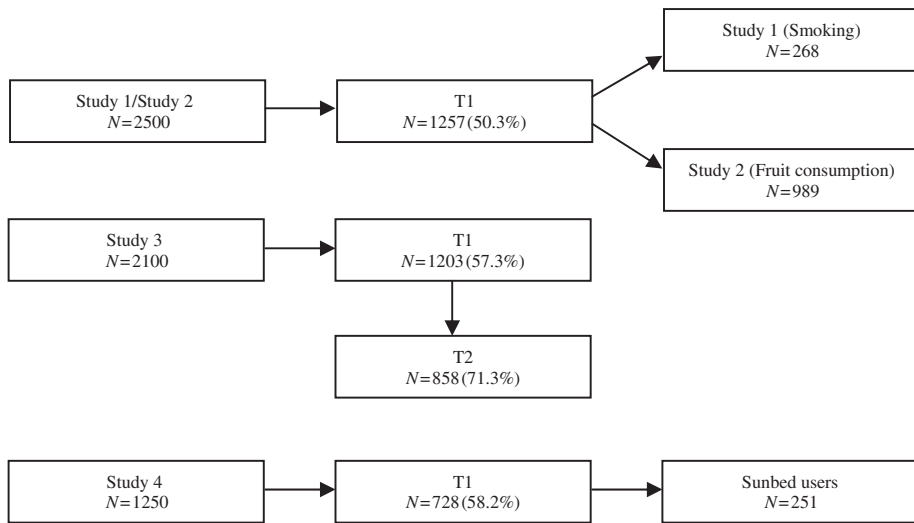 Study 1 (Smoking)
N=268
Study 1/Study 2
N=2500
T1
N=1257(50.3%)
Study 2 (Fruit consumption)
N=989
Study 3
N=2100
T1
N=1203(57.3%)
T2
N=858(71.3%)
Study 4
N=1250
T1
N=728(58.2%)
Sunbed users
N=251